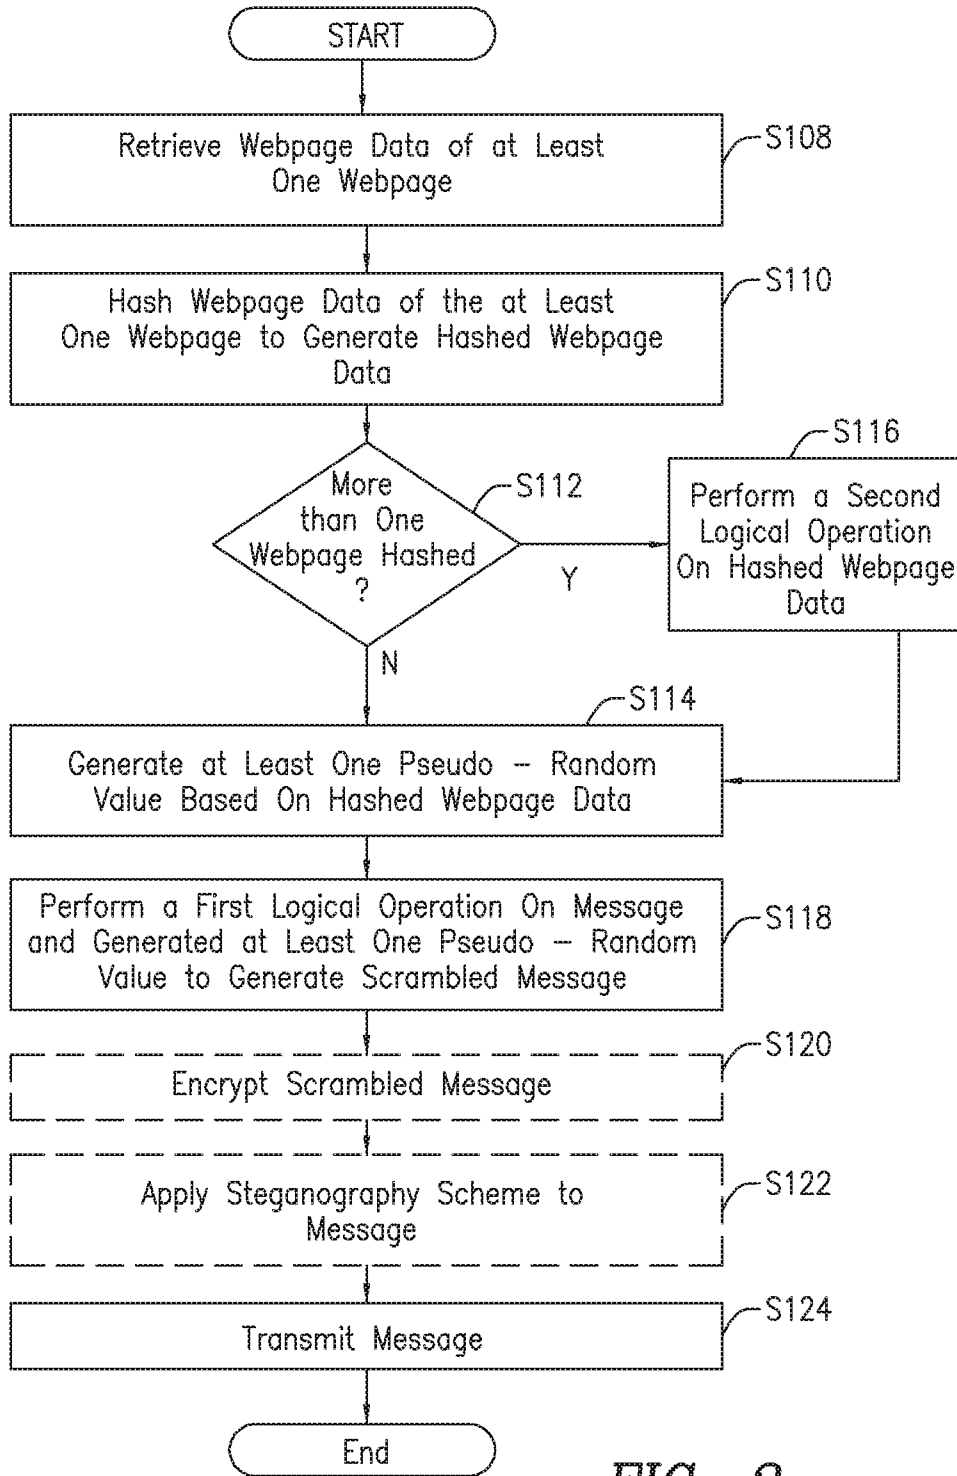 START
Retrieve Webpage Data of at Least
One Webpage
S108
Hash Webpage Data of the at Least
One Webpage to Generate Hashed Webpage
Data
S110
More
than One
Webpage Hashed
?
S112
Y
N
S116
Perform a Second
Logical Operation
On Hashed Webpage
Data
S114
Generate at Least One Pseudo – Random
Value Based On Hashed Webpage Data
Perform a First Logical Operation On Message
and Generated at Least One Pseudo – Random
Value to Generate Scrambled Message
S118
Encrypt Scrambled Message
S120
Apply Steganography Scheme to
Message
S122
Transmit Message
S124
End